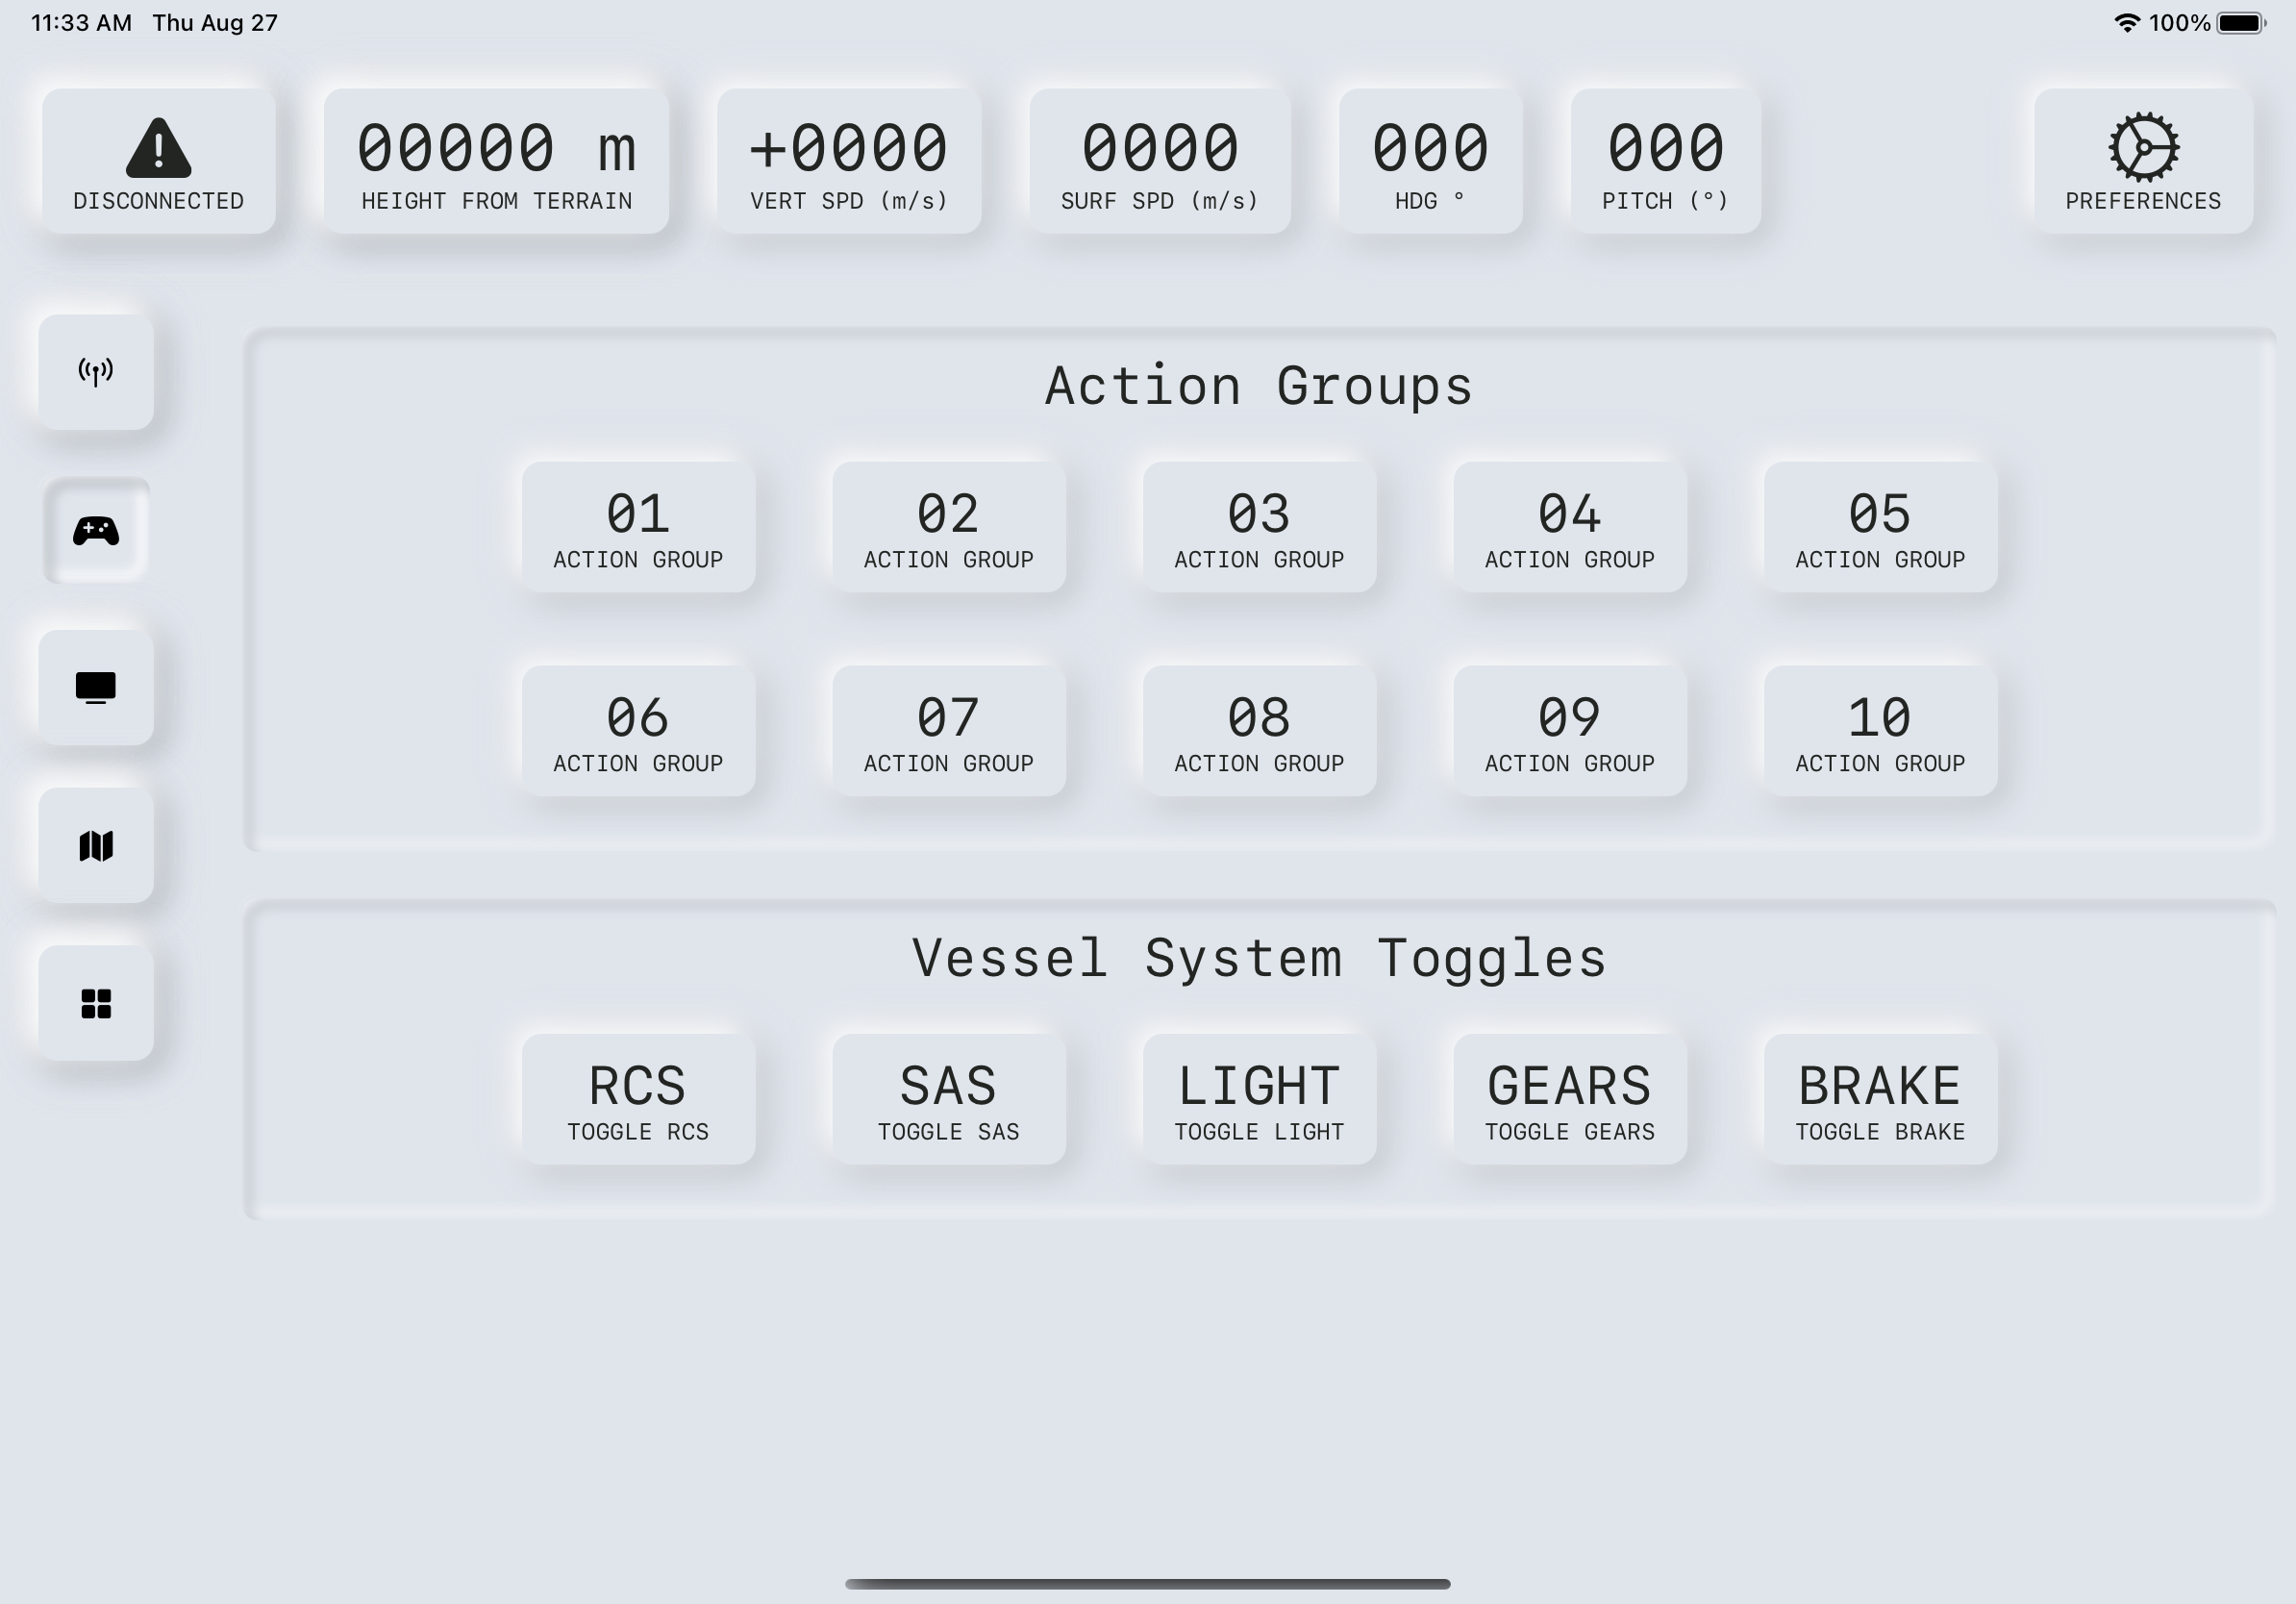 11:33 AM Thu Aug 27 100%
00000 m +0000 0000 000 000
DISCONNECTED HEIGHT FROM TERRAIN VERT SPD (m/s) SURF SPD (m/s) HDG ° PITCH (°) PREFERENCES
Action Groups
01 02 03 04 05
ACTION GROUP ACTION GROUP ACTION GROUP ACTION GROUP ACTION GROUP
06 07 08 09 10
ACTION GROUP ACTION GROUP ACTION GROUP ACTION GROUP ACTION GROUP
Vessel System Toggles
RCS SAS LIGHT GEARS BRAKE
TOGGLE RCS TOGGLE SAS TOGGLE LIGHT TOGGLE GEARS TOGGLE BRAKE